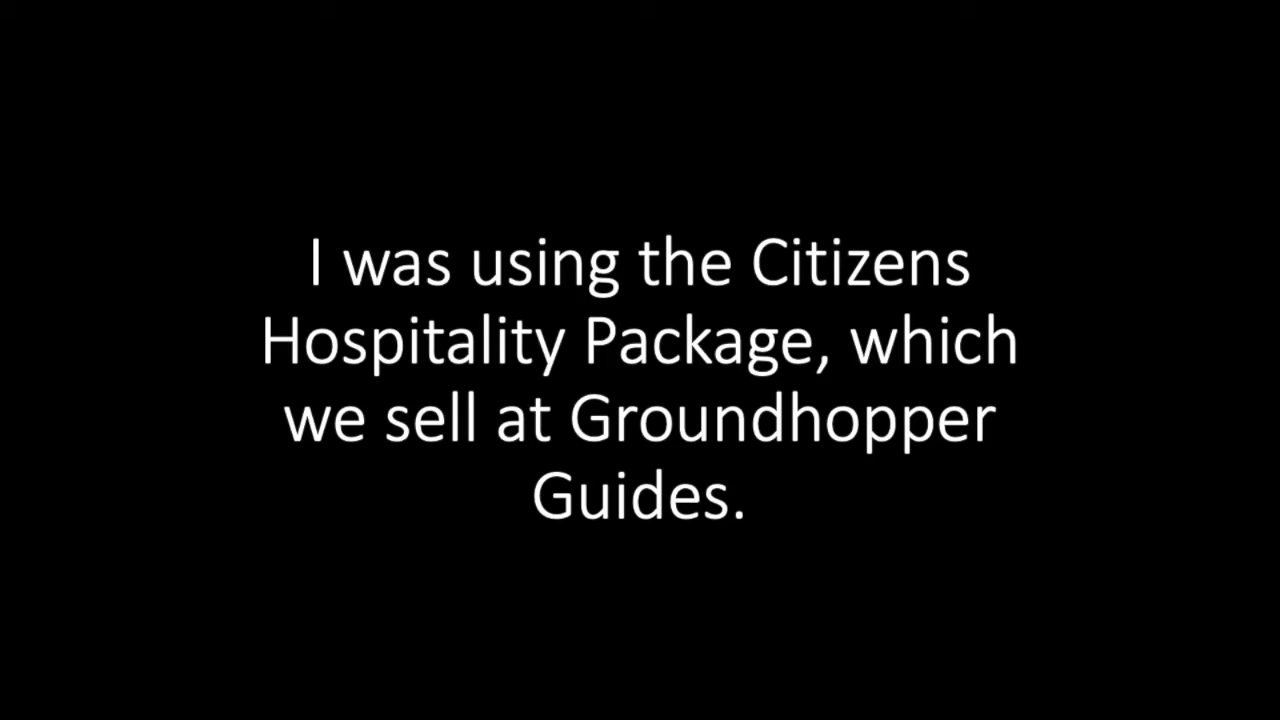 I was using the Citizens
Hospitality Package, which
we sell at Groundhopper
Guides.